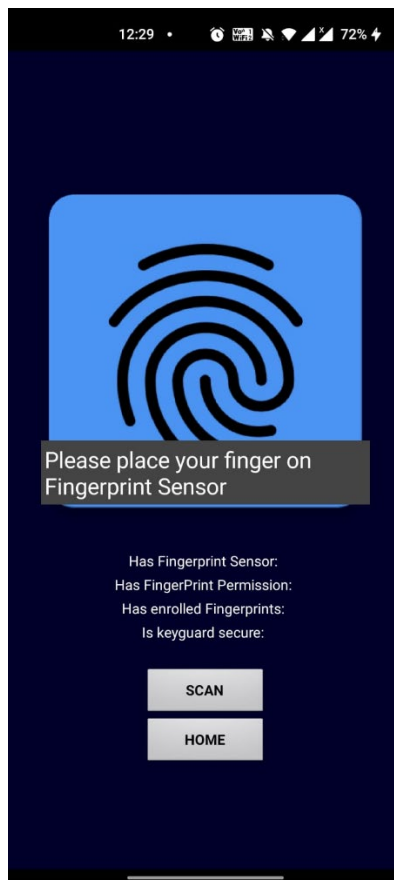 12:29
72%
Please place your finger on
Fingerprint Sensor
Has Fingerprint Sensor:
Has FingerPrint Permission:
Has enrolled Fingerprints:
Is keyguard secure:
SCAN
HOME